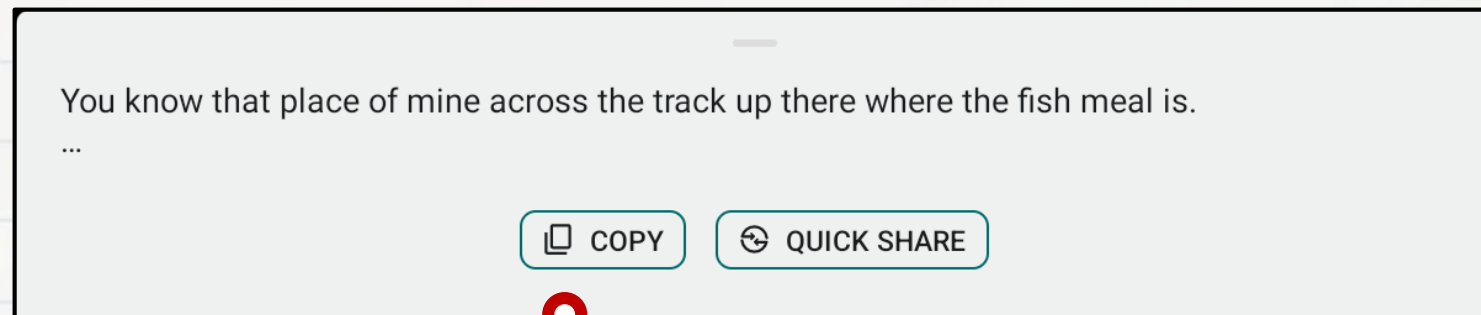 You know that place of mine across the track up there where the fish meal is.
...
COPY QUICK SHARE